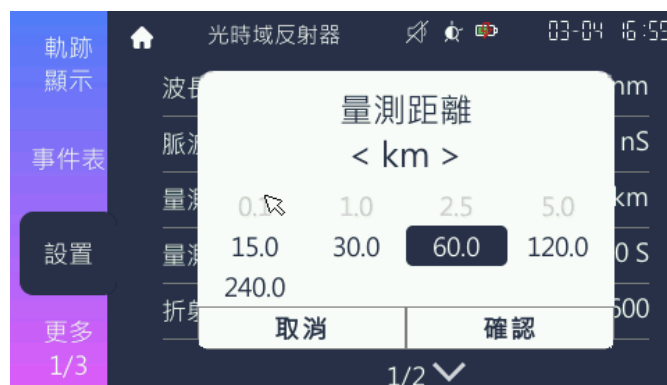 軌跡
顯示
事件表
設置
更多
1/3
光時域反射器
03-04 16:55
波長
nm
脈波
nS
量測
km
量測
0 S
折射
600
量測距離
< km >
0.1 1.0 2.5 5.0
15.0 30.0 60.0 120.0
240.0
取消 確認
1/2